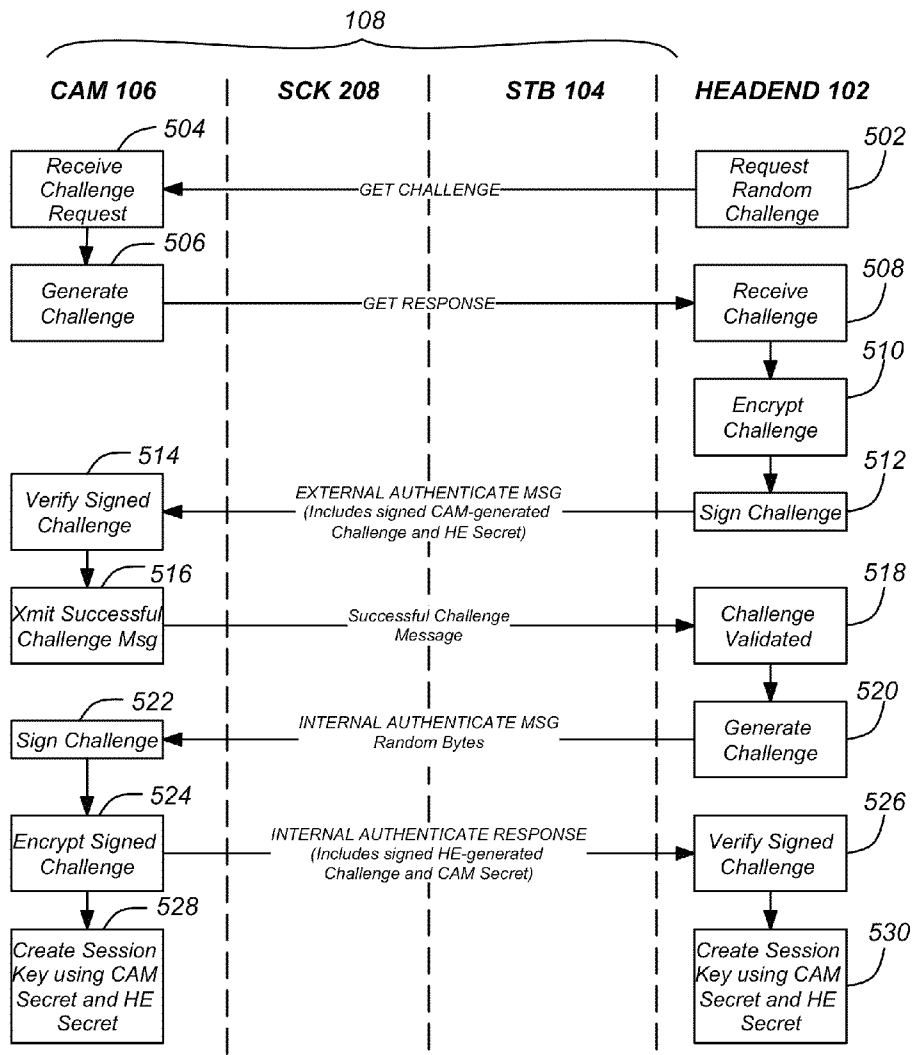 108
CAM 106
SCK 208
STB 104
HEADEND 102
504
502
Receive
Challenge
Request
GET CHALLENGE
Request
Random
Challenge
506
508
Generate
Challenge
GET RESPONSE
Receive
Challenge
510
Encrypt
Challenge
514
512
Verify Signed
Challenge
EXTERNAL AUTHENTICATE MSG
(Includes signed CAM-generated
Challenge and HE Secret)
Sign Challenge
516
518
Xmit Successful
Challenge Msg
Successful Challenge
Message
Challenge
Validated
522
520
Sign Challenge
INTERNAL AUTHENTICATE MSG
Random Bytes
Generate
Challenge
524
526
Encrypt Signed
Challenge
INTERNAL AUTHENTICATE RESPONSE
(Includes signed HE-generated
Challenge and CAM Secret)
Verify Signed
Challenge
528
530
Create Session
Key using CAM
Secret and HE
Secret
Create Session
Key using CAM
Secret and HE
Secret